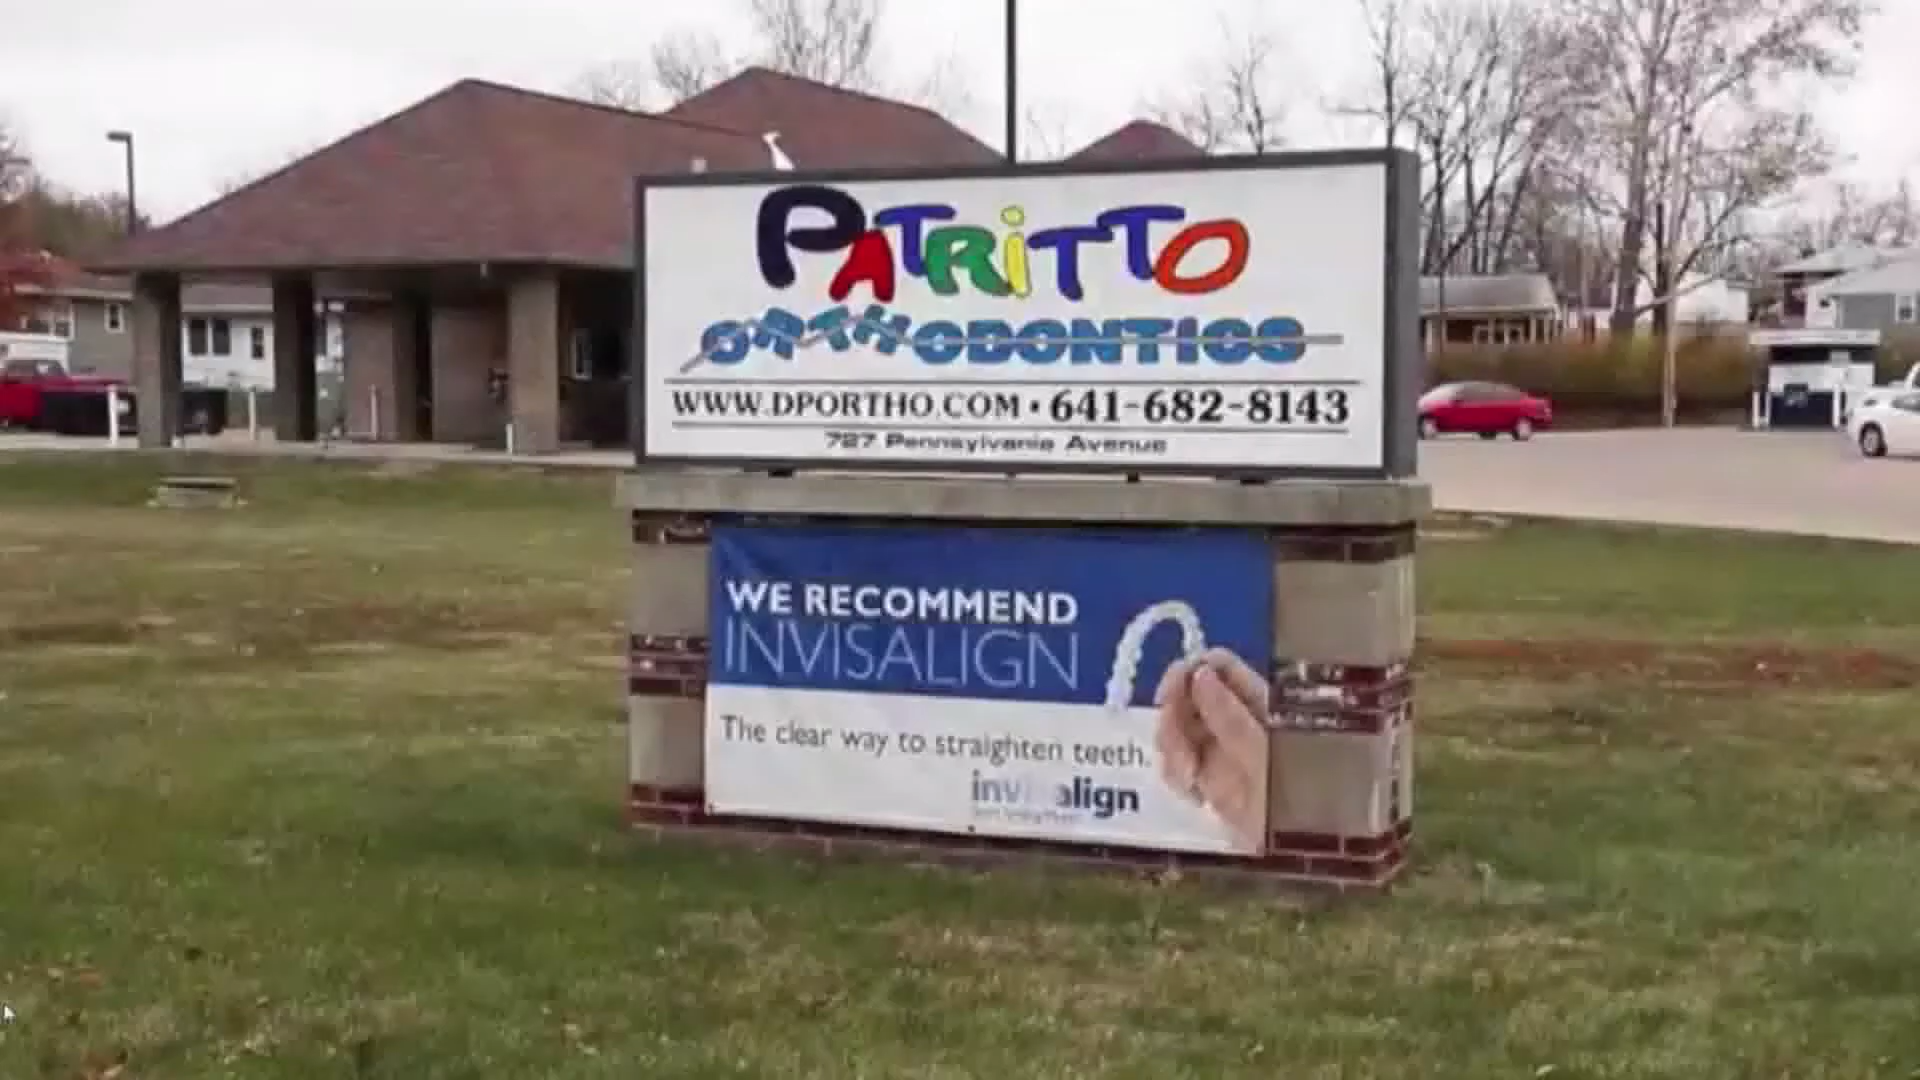 PATRiTTO
ORTHODONTICS
WWW.DPORTHO.COM • 641-682-8143
727 Pennsylvania Avenue
WE RECOMMEND
INVISALIGN
The clear way to straighten teeth.
invisalign